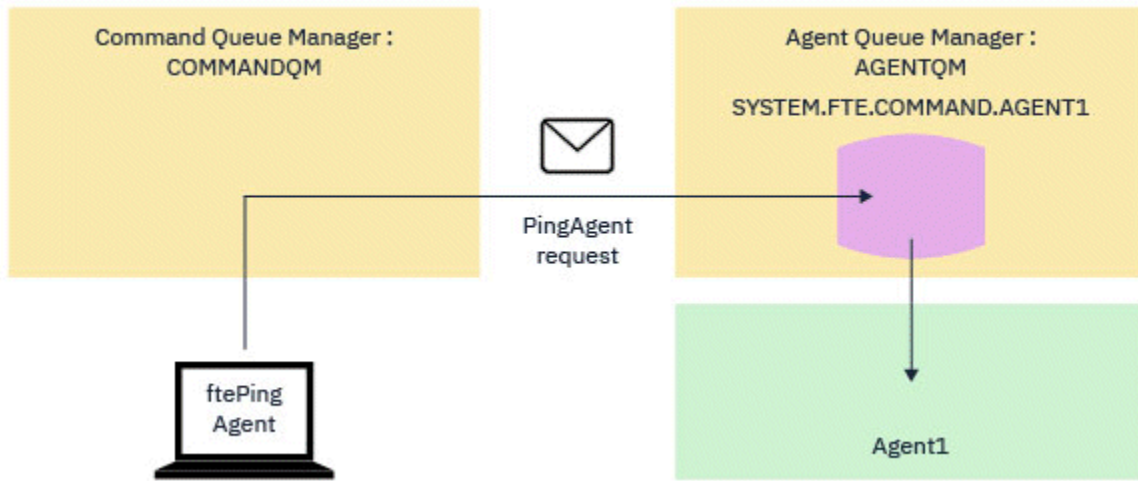 Command Queue Manager :
COMMANDQM
Agent Queue Manager :
AGENTQM
SYSTEM.FTE.COMMAND.AGENT1
PingAgent
request
ftePing
Agent
Agent1